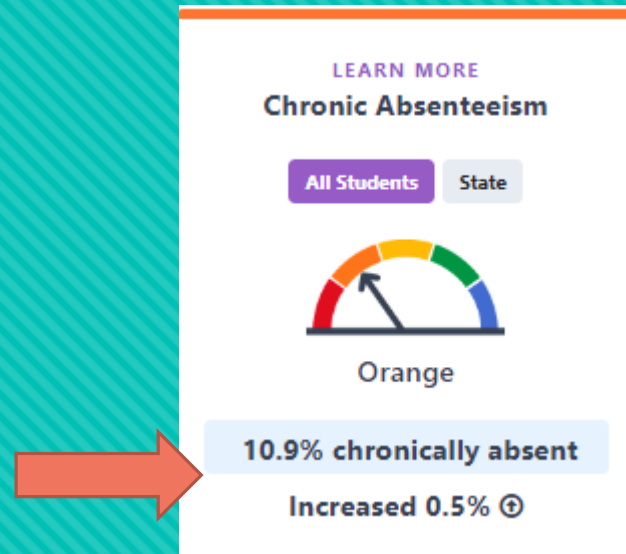 LEARN MORE
Chronic Absenteeism
All Students State
Orange
10.9% chronically absent
Increased 0.5%